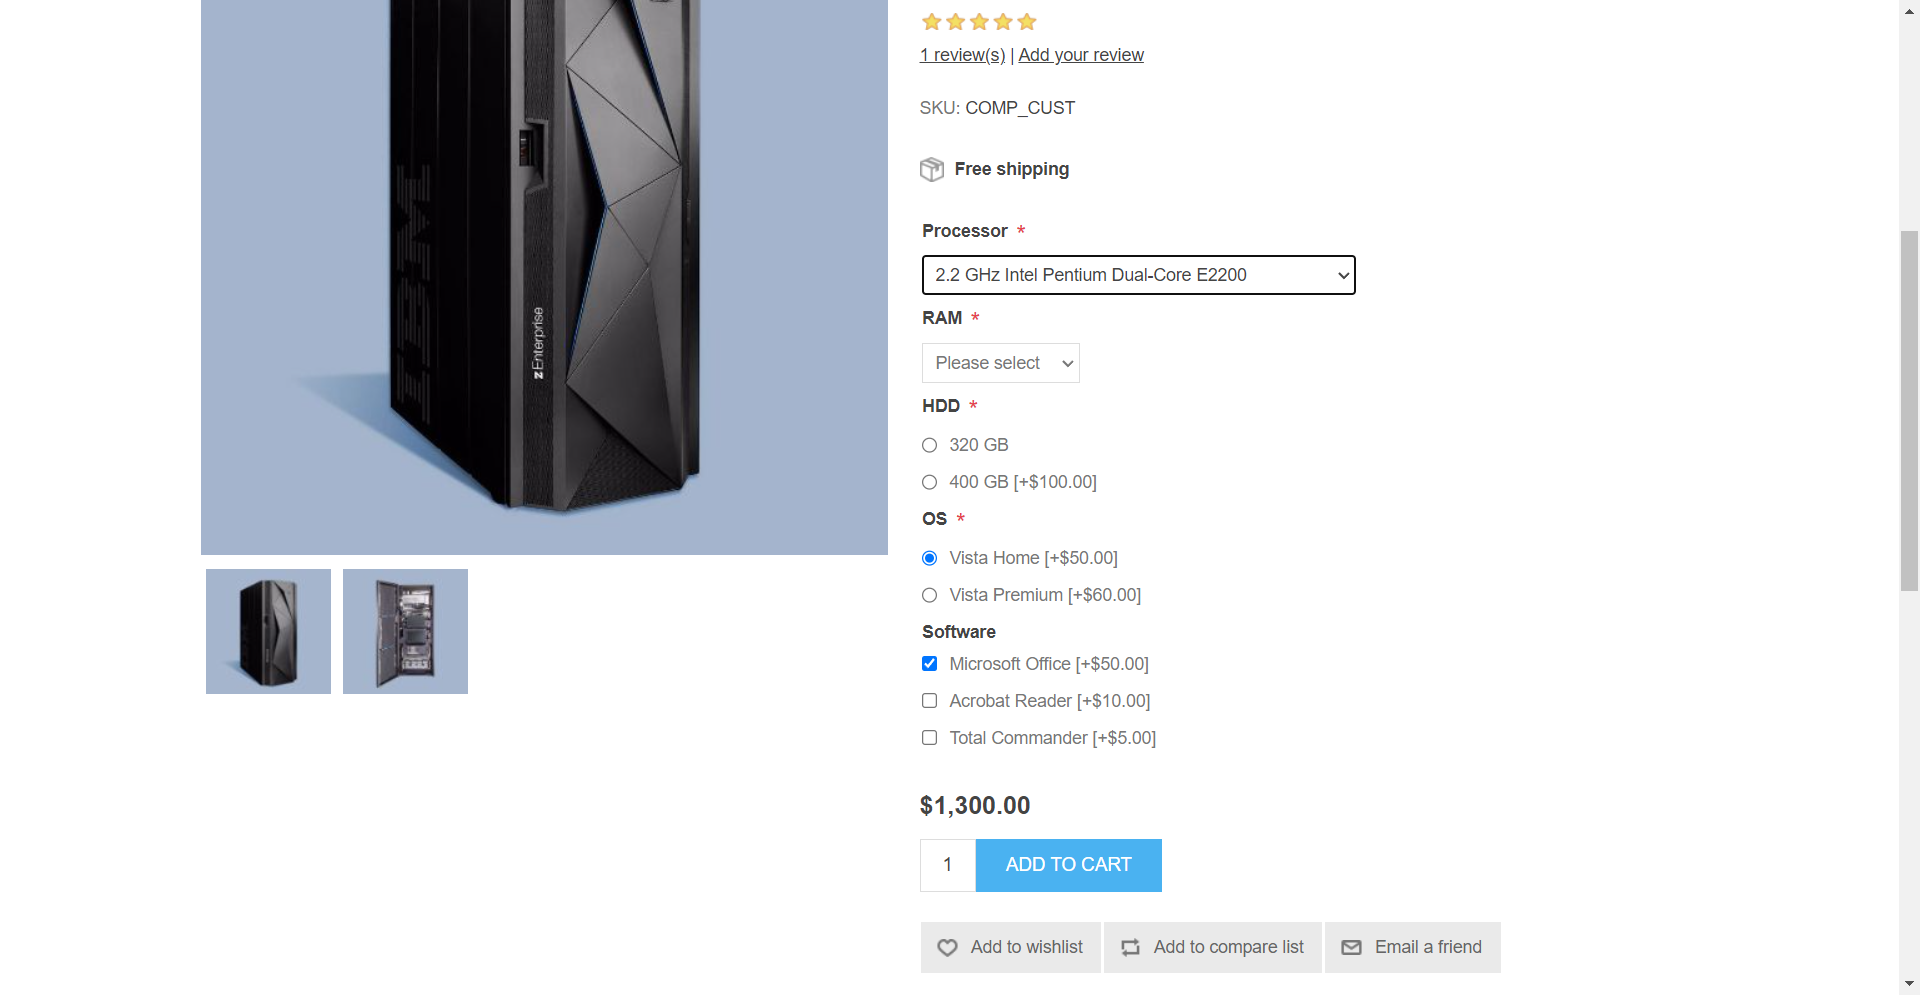 IBM
zEnterprise
1 review(s) | Add your review
SKU: COMP_CUST
Free shipping
Processor *
2.2 GHz Intel Pentium Dual-Core E2200
RAM *
Please select
HDD *
320 GB
400 GB [+$100.00]
OS *
Vista Home [+$50.00]
Vista Premium [+$60.00]
Software
Microsoft Office [+$50.00]
Acrobat Reader [+$10.00]
Total Commander [+$5.00]
$1,300.00
1 ADD TO CART
Add to wishlist Add to compare list Email a friend